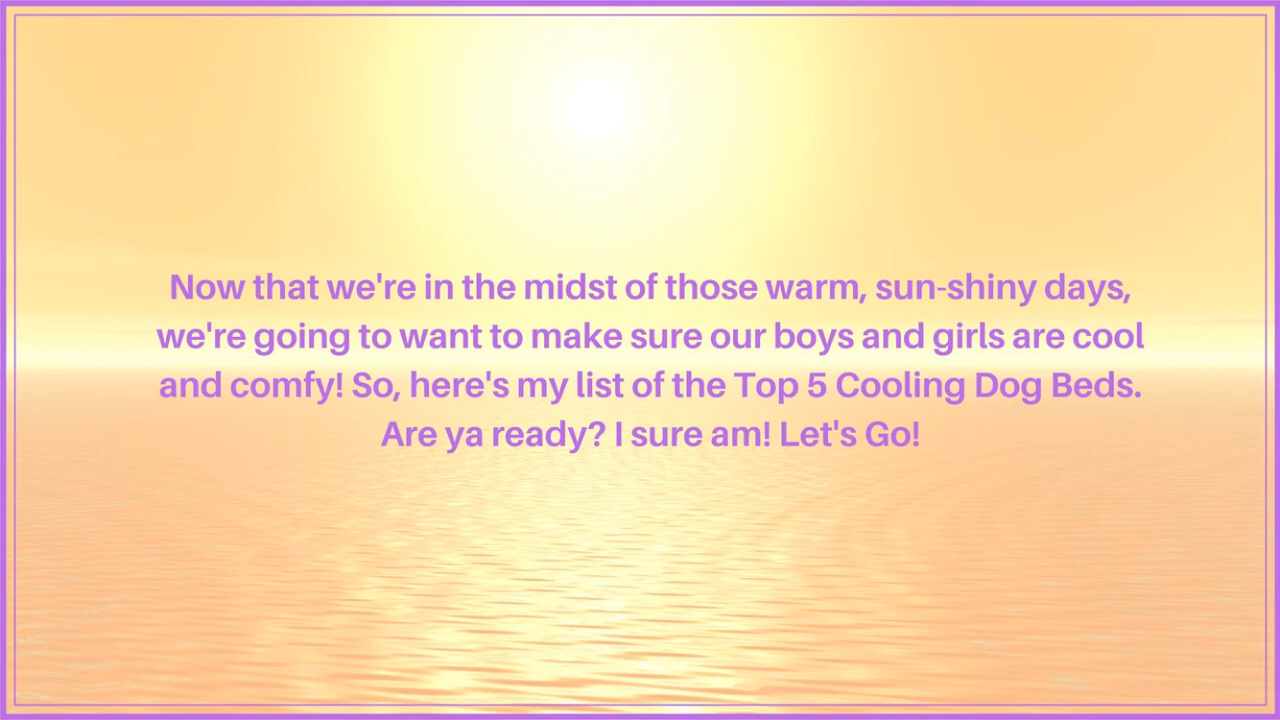 Now that we're in the midst of those warm, sun-shiny days,
we're going to want to make sure our boys and girls are cool
and comfy! So, here's my list of the Top 5 Cooling Dog Beds.
Are ya ready? I sure am! Let's Go!